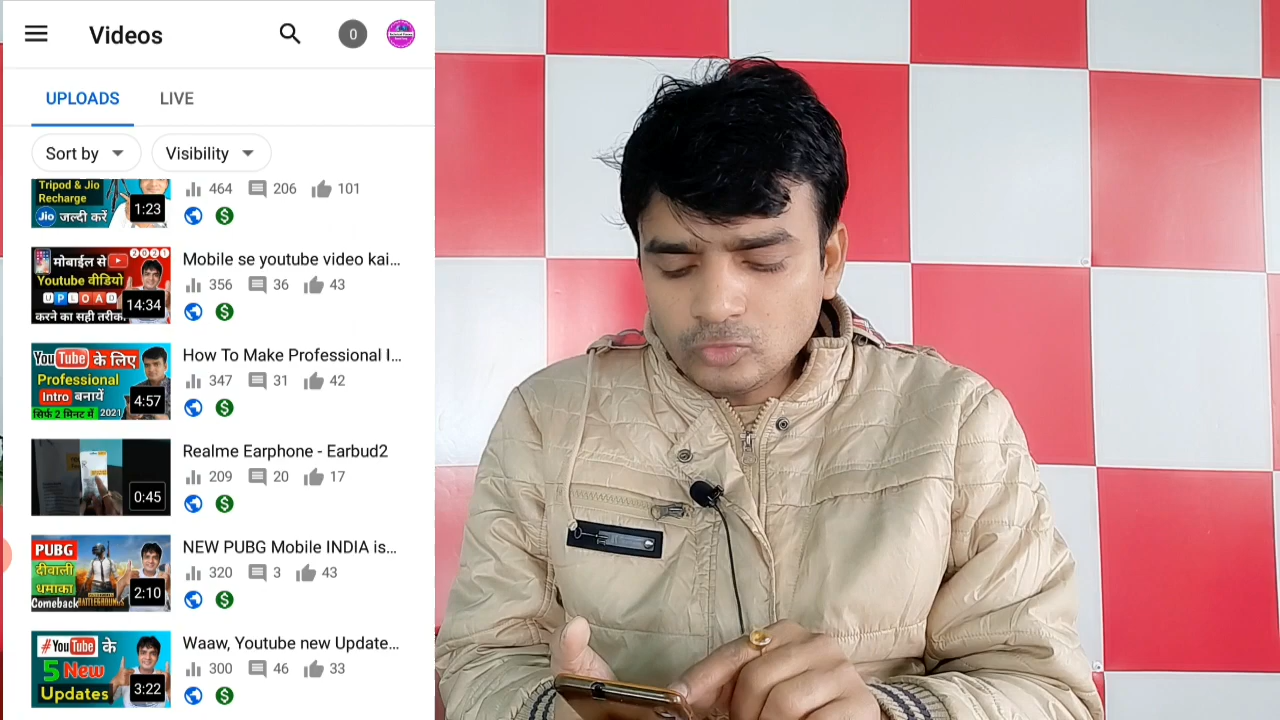 Videos
0
UPLOADS
LIVE
Sort by
Visibility
Tripod & Jio
Recharge
Jio जल्दी करें
1:23
464 206 101
2021
मोबाईल से
Youtube वीडियो
UPLOAD
करने का सही तरीक
14:34
Mobile se youtube video kai...
356 36 43
YouTube के लिए
Professional
Intro बनायें
सिर्फ 2 मिनट में 2021
4:57
How To Make Professional I...
347 31 42
0:45
Realme Earphone - Earbud2
209 20 17
PUBG
दीवाली
धमाका
Comeback
BATTLEGROUNDS
2:10
NEW PUBG Mobile INDIA is...
320 3 43
#YouTube के
5 New
Updates
3:22
Waaw, Youtube new Update...
300 46 33